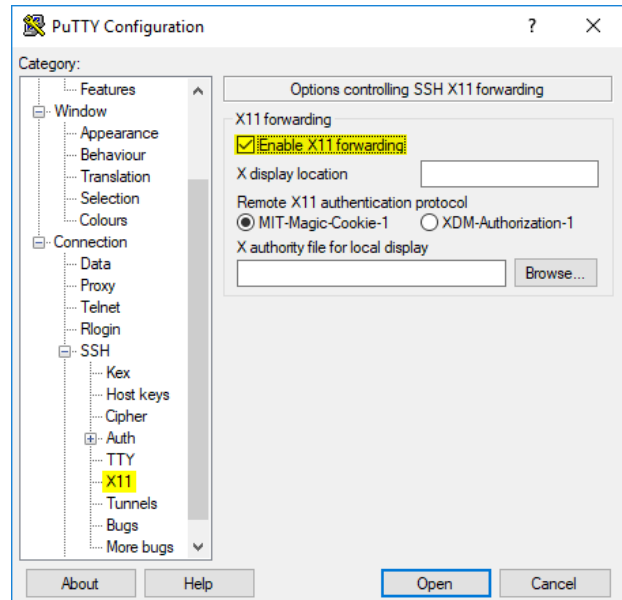 PuTTY Configuration
?
Category:
Features
Window
Appearance
Behaviour
Translation
Selection
Colours
Connection
Data
Proxy
Telnet
Rlogin
SSH
Kex
Host keys
Cipher
Auth
TTY
X11
Tunnels
Bugs
More bugs
Options controlling SSH X11 forwarding
X11 forwarding
Enable X11 forwarding
X display location
Remote X11 authentication protocol
MIT-Magic-Cookie-1 XDM-Authorization-1
X authority file for local display
Browse...
About Help Open Cancel